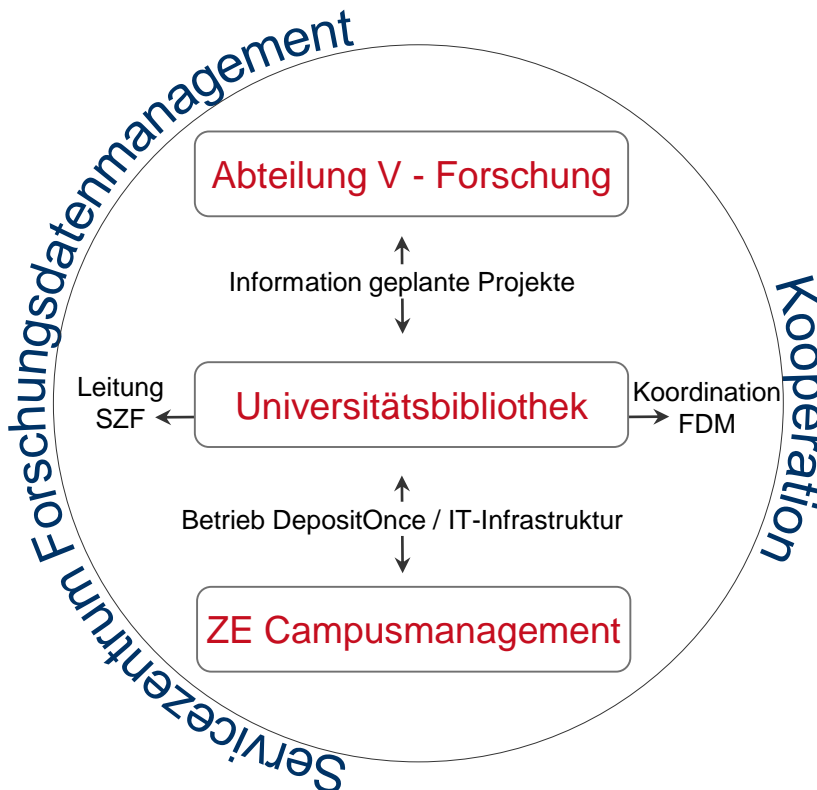 Servicezentrum Forschungsdatenmanagement
Abteilung V - Forschung
Information geplante Projekte
Leitung
SZF
Universitätsbibliothek
Koordination
FDM
Betrieb DepositOnce / IT-Infrastruktur
ZE Campusmanagement
Kooperation